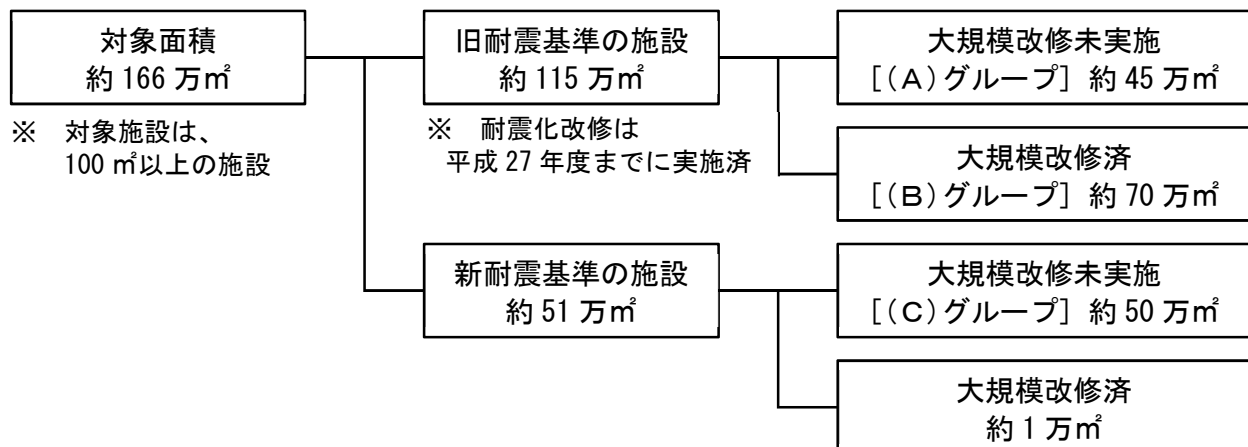 対象面積
約 166 万㎡
※　対象施設は、
100 ㎡以上の施設
旧耐震基準の施設
約 115 万㎡
※　耐震化改修は
平成 27 年度までに実施済
大規模改修未実施
[(A)グループ] 約 45 万㎡
大規模改修済
[(B)グループ] 約 70 万㎡
新耐震基準の施設
約 51 万㎡
大規模改修未実施
[(C)グループ] 約 50 万㎡
大規模改修済
約 1 万㎡